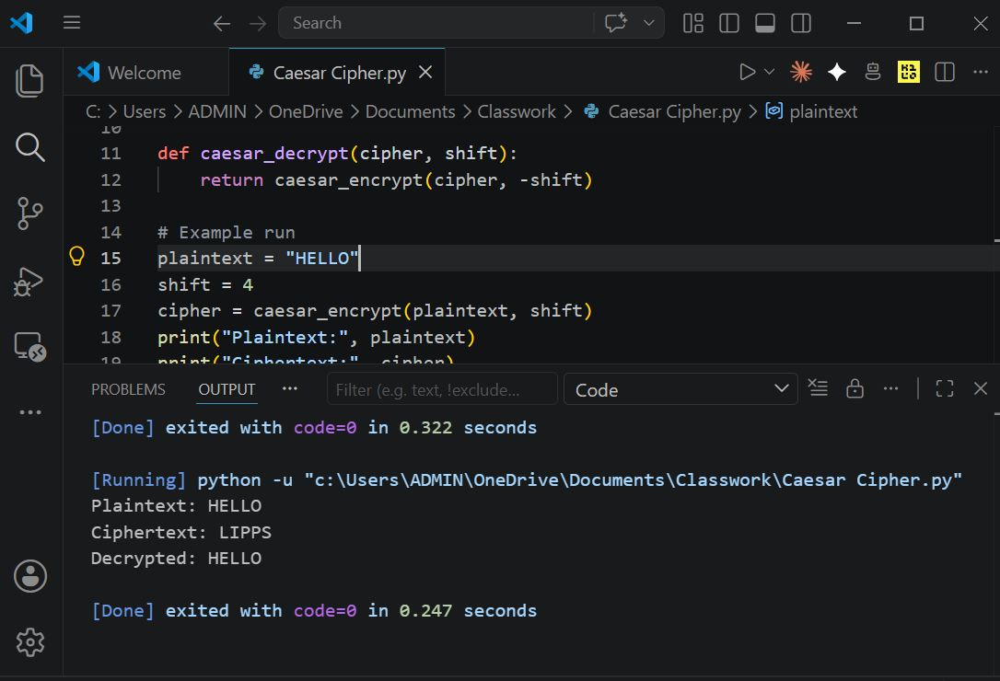 Search
Welcome
Caesar Cipher.py
C: > Users > ADMIN > OneDrive > Documents > Classwork > Caesar Cipher.py > plaintext
10
11 def caesar_decrypt(cipher, shift):
12 return caesar_encrypt(cipher, -shift)
13
14 # Example run
15 plaintext = "HELLO"
16 shift = 4
17 cipher = caesar_encrypt(plaintext, shift)
18 print("Plaintext:", plaintext)
19 print("Ciphertext:", cipher)
PROBLEMS OUTPUT ··· Filter (e.g. text, !exclude... Code
[Done] exited with code=0 in 0.322 seconds
[Running] python -u "c:\Users\ADMIN\OneDrive\Documents\Classwork\Caesar Cipher.py"
Plaintext: HELLO
Ciphertext: LIPPS
Decrypted: HELLO
[Done] exited with code=0 in 0.247 seconds